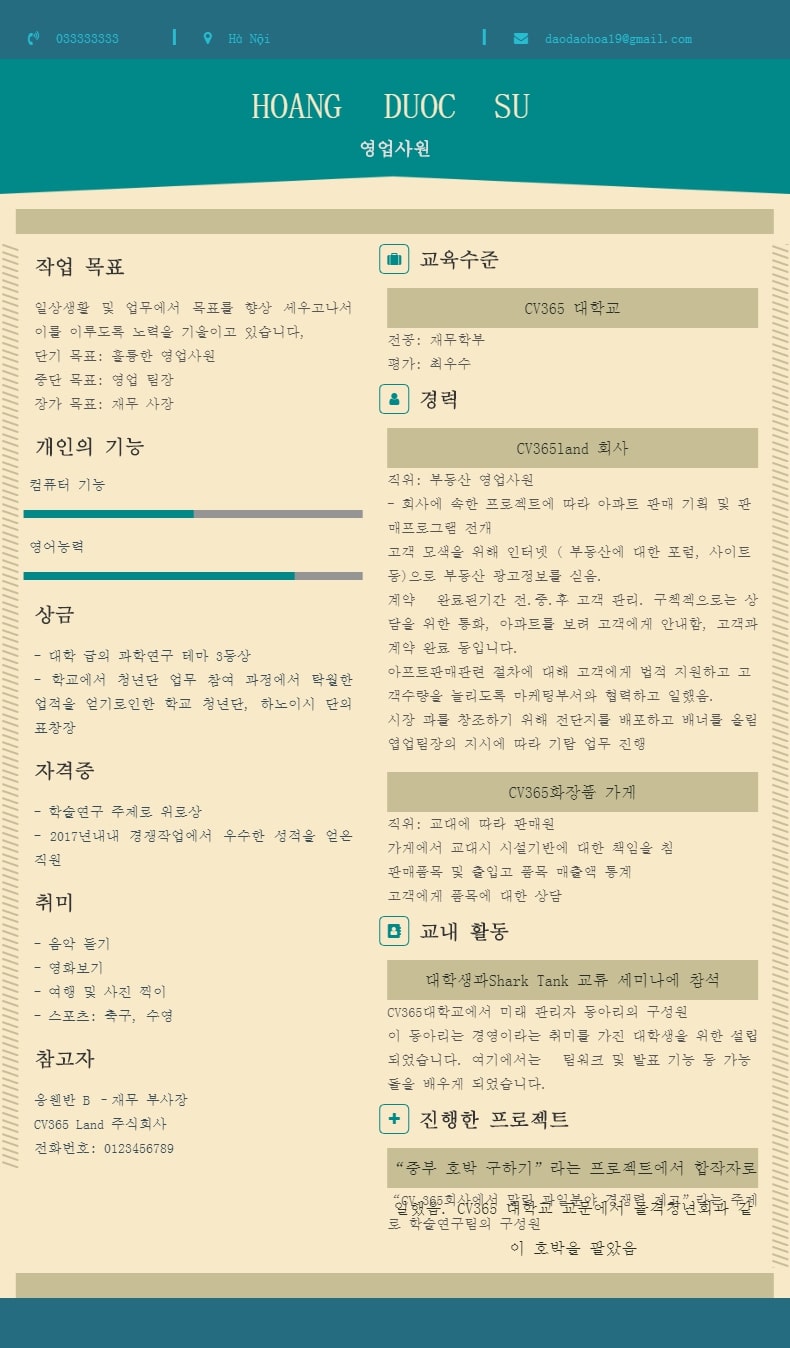 033333333
Hà Nội
daodaohoa19@gmail.com
HOANG DUOC SU
영업사원
작업 목표
일상생활 및 업무에서 목표를 향상 세우고나서
이를 이루도록 노력을 기울이고 있습니다,
단기 목표: 훌륭한 영업사원
중단 목표: 영업 팀장
장가 목표: 재무 사장
개인의 기능
컴퓨터 기능
영어능력
상금
- 대학 급의 과학연구 테마 3등상
- 학교에서 청년단 업무 참여 과정에서 탁월한
업적을 얻기로인한 학교 청년단, 하노이시 단의
표창장
자격증
- 학술연구 주제로 위로상
- 2017년내내 경쟁작업에서 우수한 성적을 얻은
직원
취미
- 음악 듣기
- 영화보기
- 여행 및 사진 찍이
- 스포츠: 축구, 수영
참고자
응웬반 B - 재무 부사장
CV365 Land 주식회사
전화번호: 0123456789
교육수준
CV365 대학교
전공: 재무학부
평가: 최우수
경력
CV365land 회사
직위: 부동산 영업사원
- 회사에 속한 프로젝트에 따라 아파트 판매 기획 및 판
매프로그램 전개
고객 모색을 위해 인터넷 ( 부동산에 대한 포럼, 사이트
등)으로 부동산 광고정보를 실음.
계약 완료된기간 전.중.후 고객 관리. 구첵젝으로는 상
담을 위한 통화, 아파트를 보려 고객에게 안내함, 고객과
계약 완료 등입니다.
아프트판매관련 절차에 대해 고객에게 법적 지원하고 고
객수량을 늘리도록 마케팅부서와 협력하고 일했음.
시장 과를 창조하기 위해 전단지를 배포하고 배너를 올림
엽업팀장의 지시에 따라 기탐 업무 진행
CV365화장품 가게
직위: 교대에 따라 판매원
가게에서 교대시 시설기반에 대한 책임을 짐
판매품목 및 출입고 품목 매출액 통계
고객에게 품목에 대한 상담
교내 활동
대학생과Shark Tank 교류 세미나에 참석
CV365대학교에서 미래 관리자 동아리의 구성원
이 동아리는 경영이라는 취미를 가진 대학생을 위한 설립
되었습니다. 여기에서는 팀워크 및 발표 기능 등 가능
돌을 배우게 되었습니다.
진행한 프로젝트
“중부 호박 구하기”라는 프로젝트에서 합작자로
“CV 365회사에서 말린 과일분야 경쟁력 제고”라는 주제
일했음. CV365 대학교 교문에서 돌격청년회과 같
로 학술연구팀의 구성원
이 호박을 팔았음